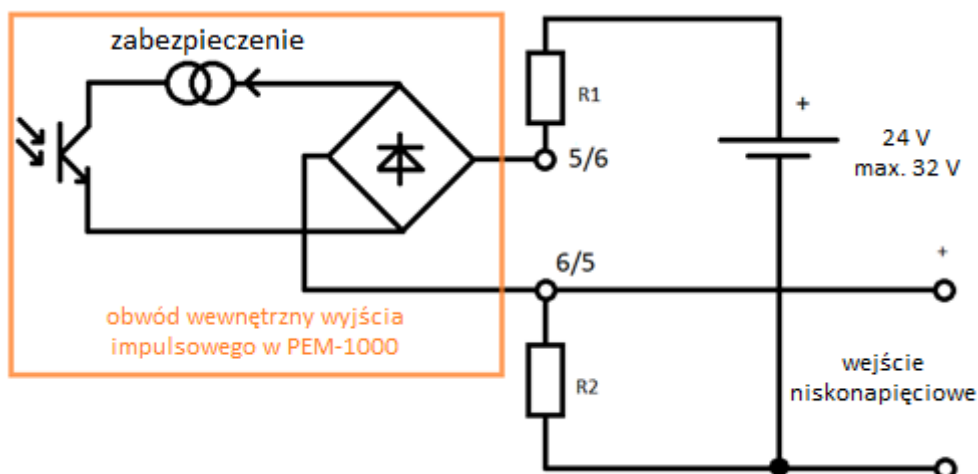 zabezpieczenie
R1
+
24 V
max. 32 V
5/6
6/5
+
obwód wewnętrzny wyjścia
impulsowego w PEM-1000
R2
wejście
niskonapięciowe